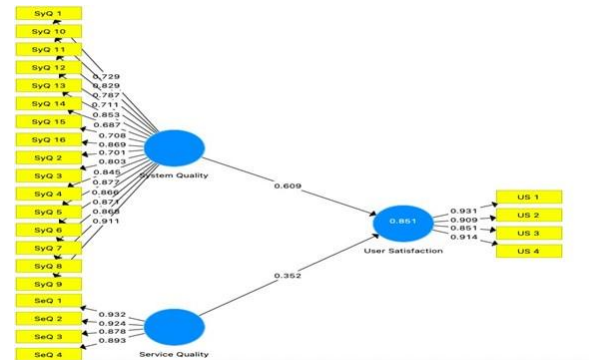 SyQ 1
SyQ 10
SyQ 11
SyQ 12
SyQ 13
SyQ 14
SyQ 15
SyQ 16
SyQ 2
SyQ 3
SyQ 4
SyQ 5
SyQ 6
SyQ 7
SyQ 8
SyQ 9
0.729
0.829
0.787
0.711
0.853
0.687
0.708
0.869
0.701
0.803
0.845
0.877
0.866
0.871
0.868
0.911
System Quality
0.609
SeQ 1
SeQ 2
SeQ 3
SeQ 4
0.932
0.924
0.878
0.893
Service Quality
0.352
0.851
User Satisfaction
0.931
0.909
0.851
0.914
US 1
US 2
US 3
US 4